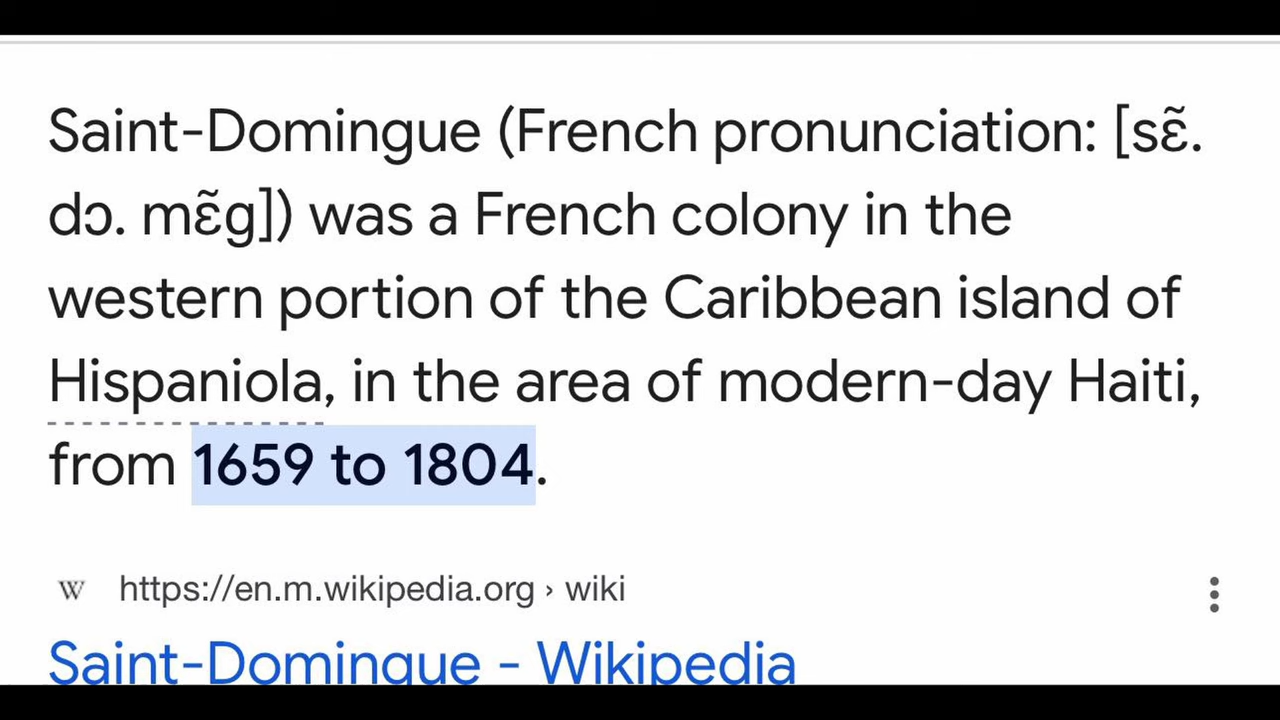 Saint-Domingue (French pronunciation: [sɛ̃.
dɔ. mɛ̃g]) was a French colony in the
western portion of the Caribbean island of
Hispaniola, in the area of modern-day Haiti,
from 1659 to 1804.
W https://en.m.wikipedia.org › wiki
Saint-Domingue - Wikipedia